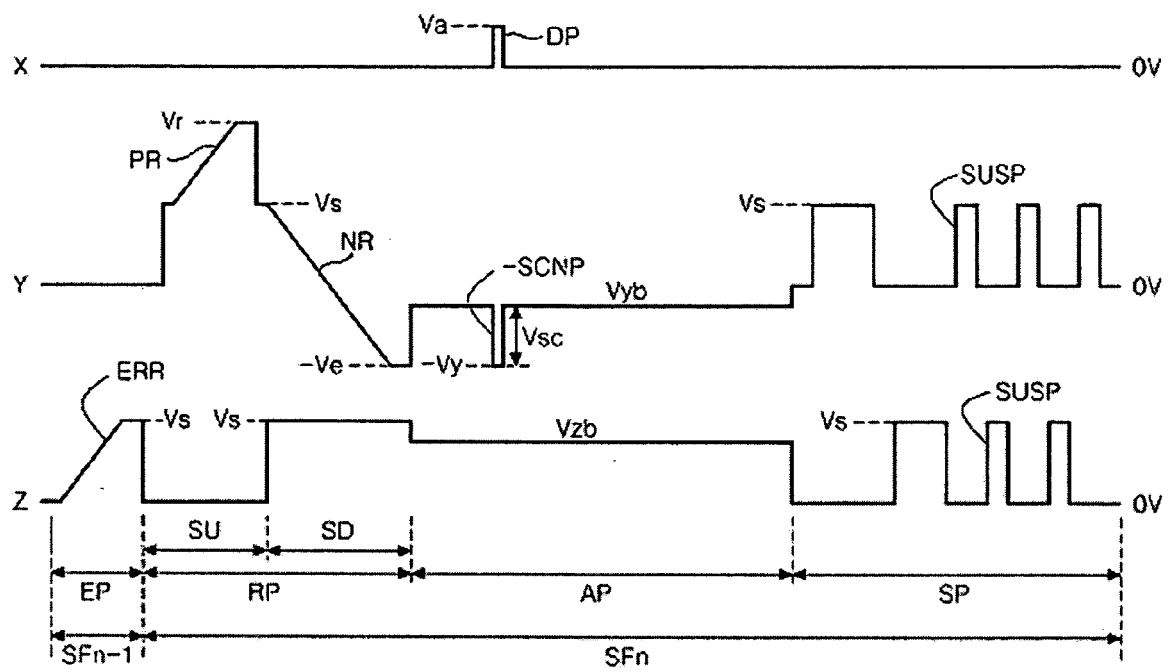 Va DP
X 0V
Vr
PR
Vs Vs SUSP
NR
Y -SCNP Vyb 0V
Vsc
-Ve -Vy
ERR
-Vs Vs Vzb Vs SUSP
Z 0V
SU SD
EP RP AP SP
SFn-1 SFn